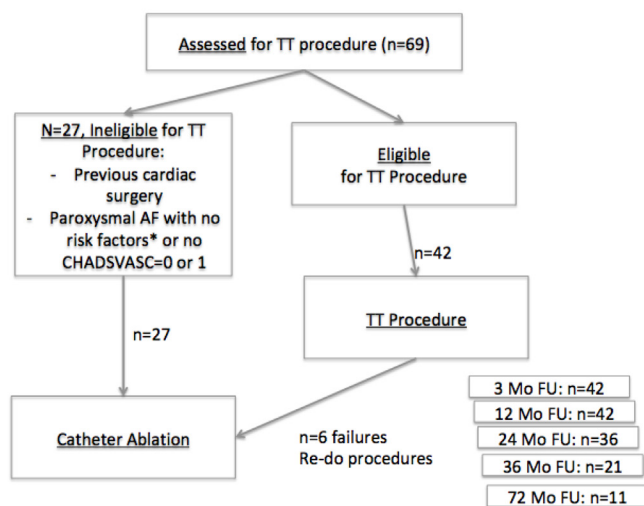 Assessed for TT procedure (n=69)
N=27, Ineligible for TT
Procedure:
- Previous cardiac
surgery
- Paroxysmal AF with no
risk factors* or no
CHADSVASC=0 or 1
Eligible
for TT Procedure
n=42
n=27
TT Procedure
Catheter Ablation
n=6 failures
Re-do procedures
3 Mo FU: n=42
12 Mo FU: n=42
24 Mo FU: n=36
36 Mo FU: n=21
72 Mo FU: n=11